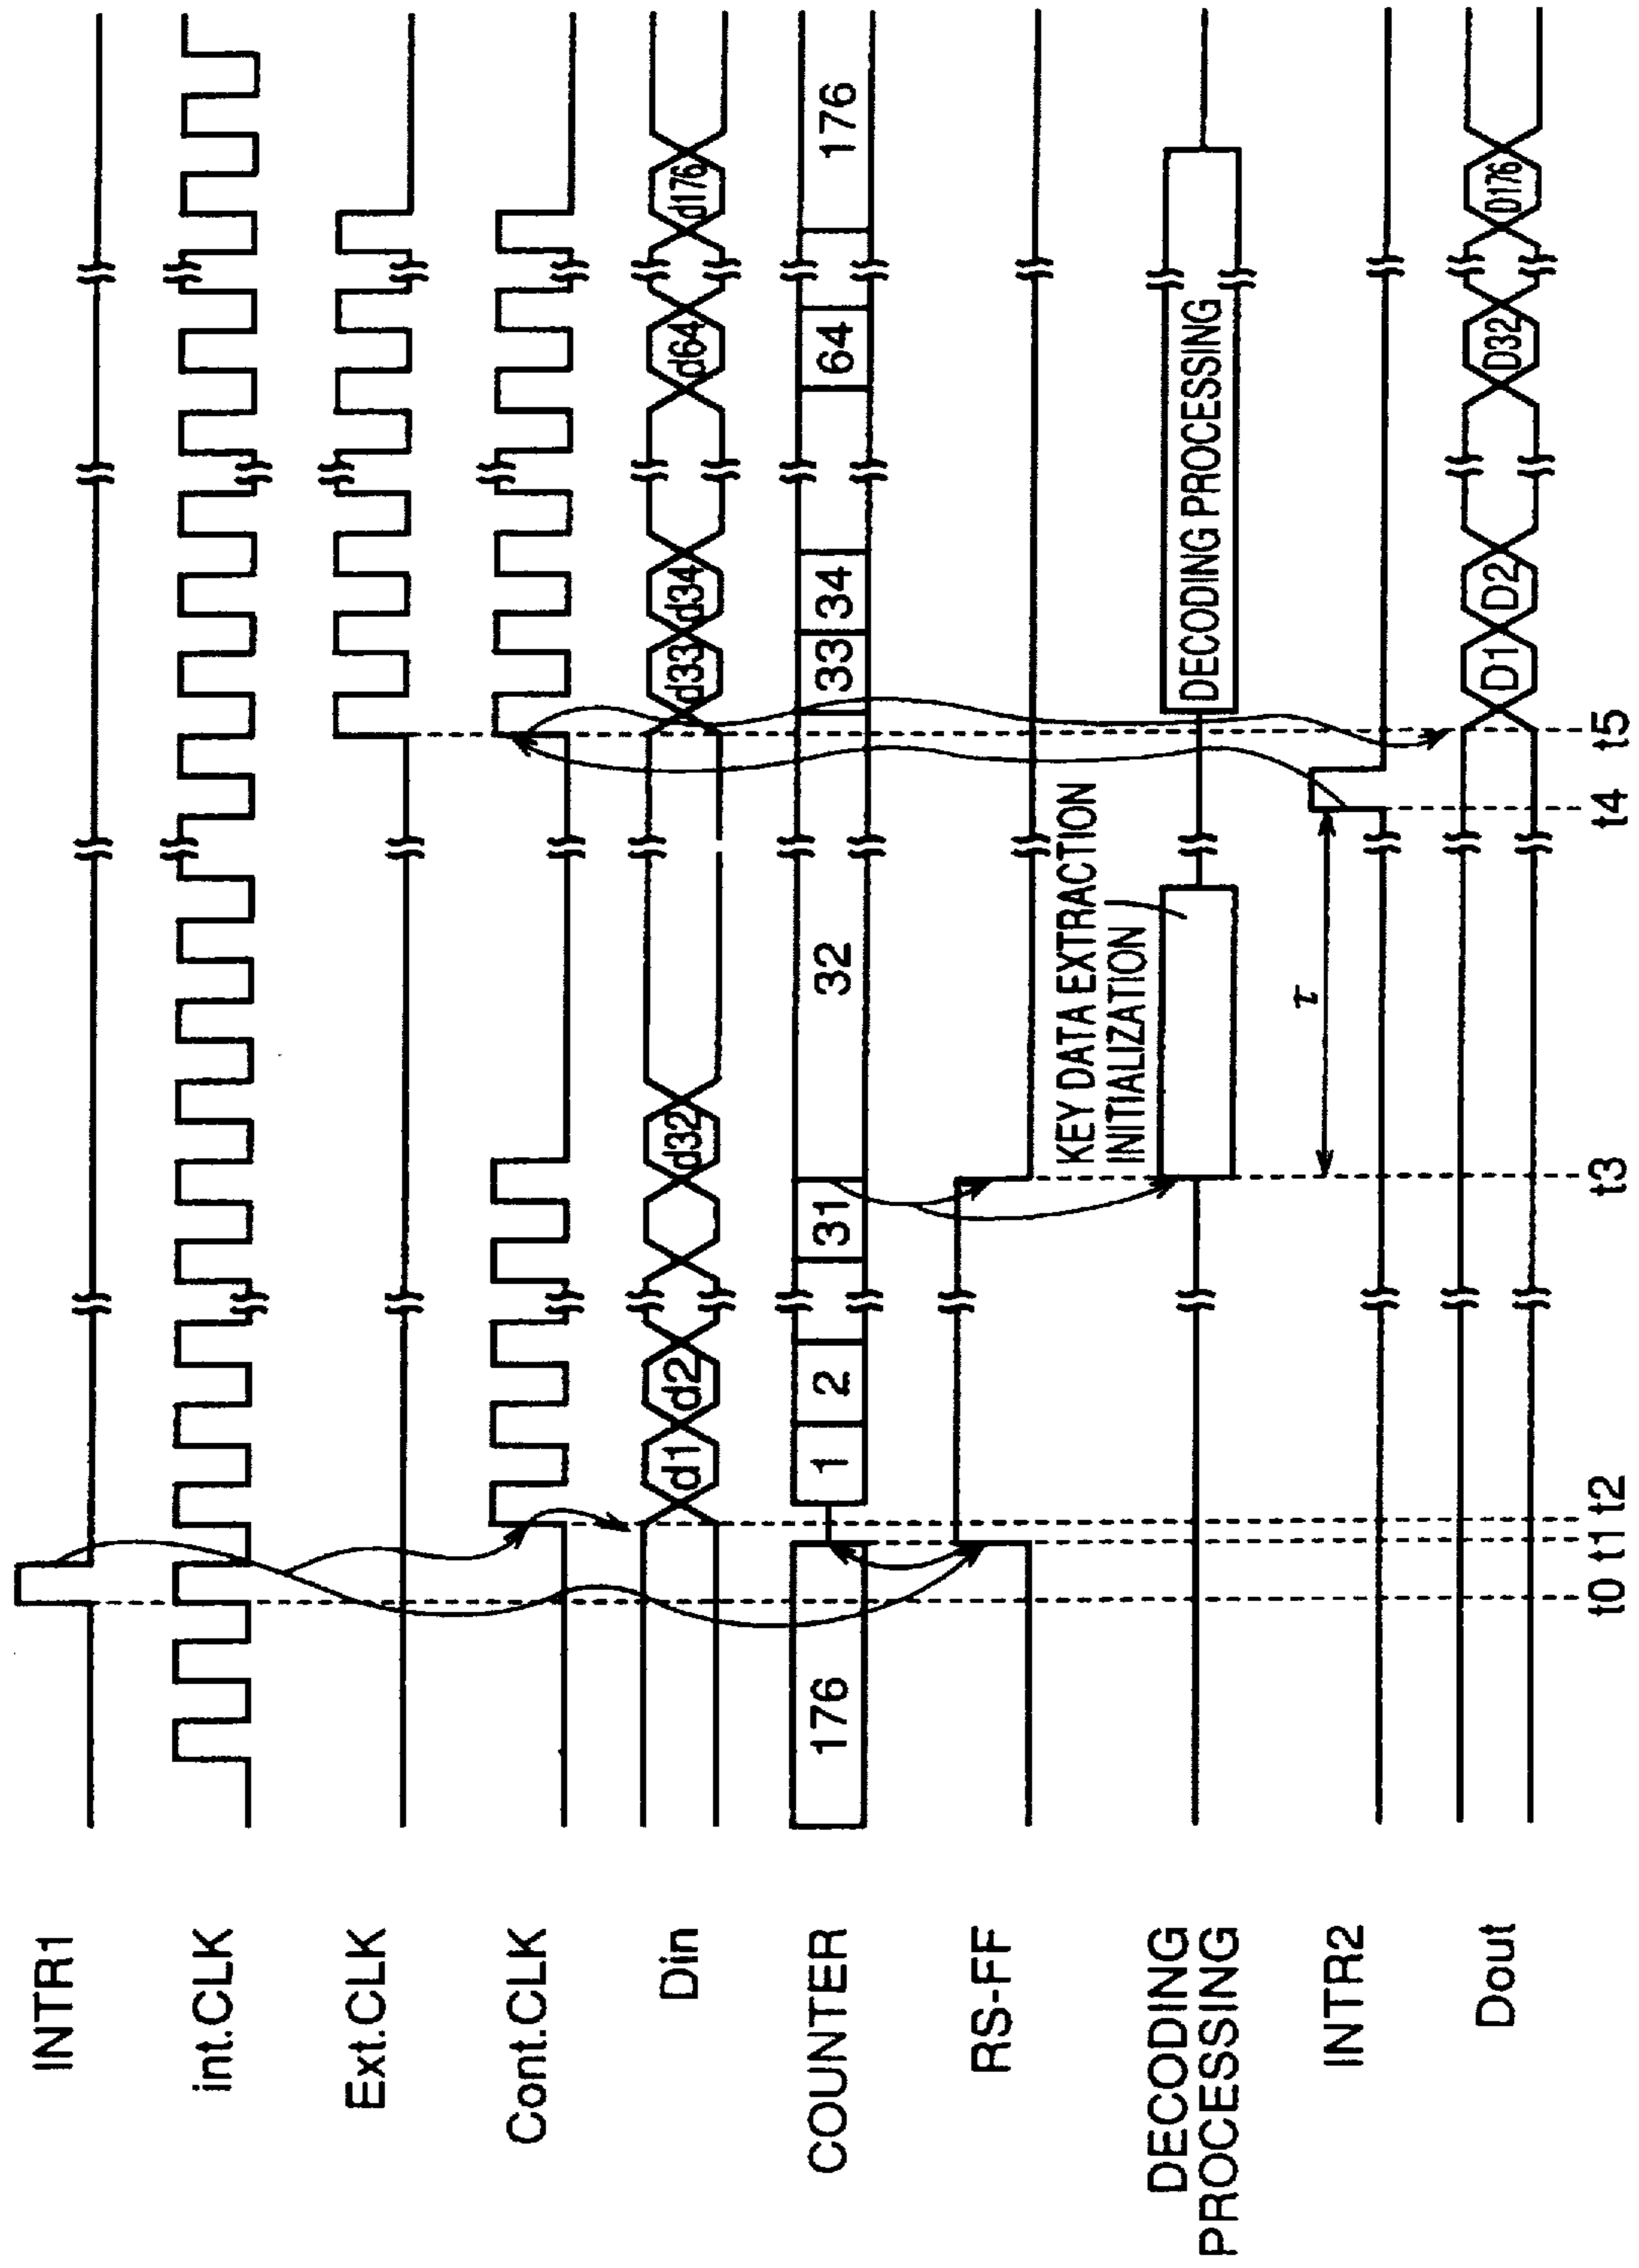 INTR1
int.CLK
Ext.CLK
Cont.CLK
Din
d1
d2
d32
d33
d34
d64
d176
COUNTER
176
1
2
31
32
33
34
64
176
RS-FF
DECODING
PROCESSING
KEY DATA EXTRACTION
INITIALIZATION
DECODING PROCESSING
INTR2
τ
Dout
D1
D2
D32
D176
t0
t1
t2
t3
t4
t5